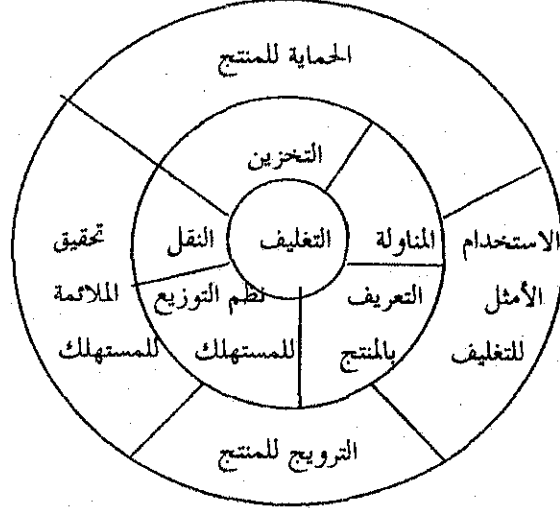 الحماية للمنتج
التخزين
المناولة
التغليف
النقل
التعريف
بالمنتج
نظم التوزيع
للمستهلك
الاستخدام
الأمثل
للتغليف
تحقيق
الملائمة
للمستهلك
الترويج للمنتج